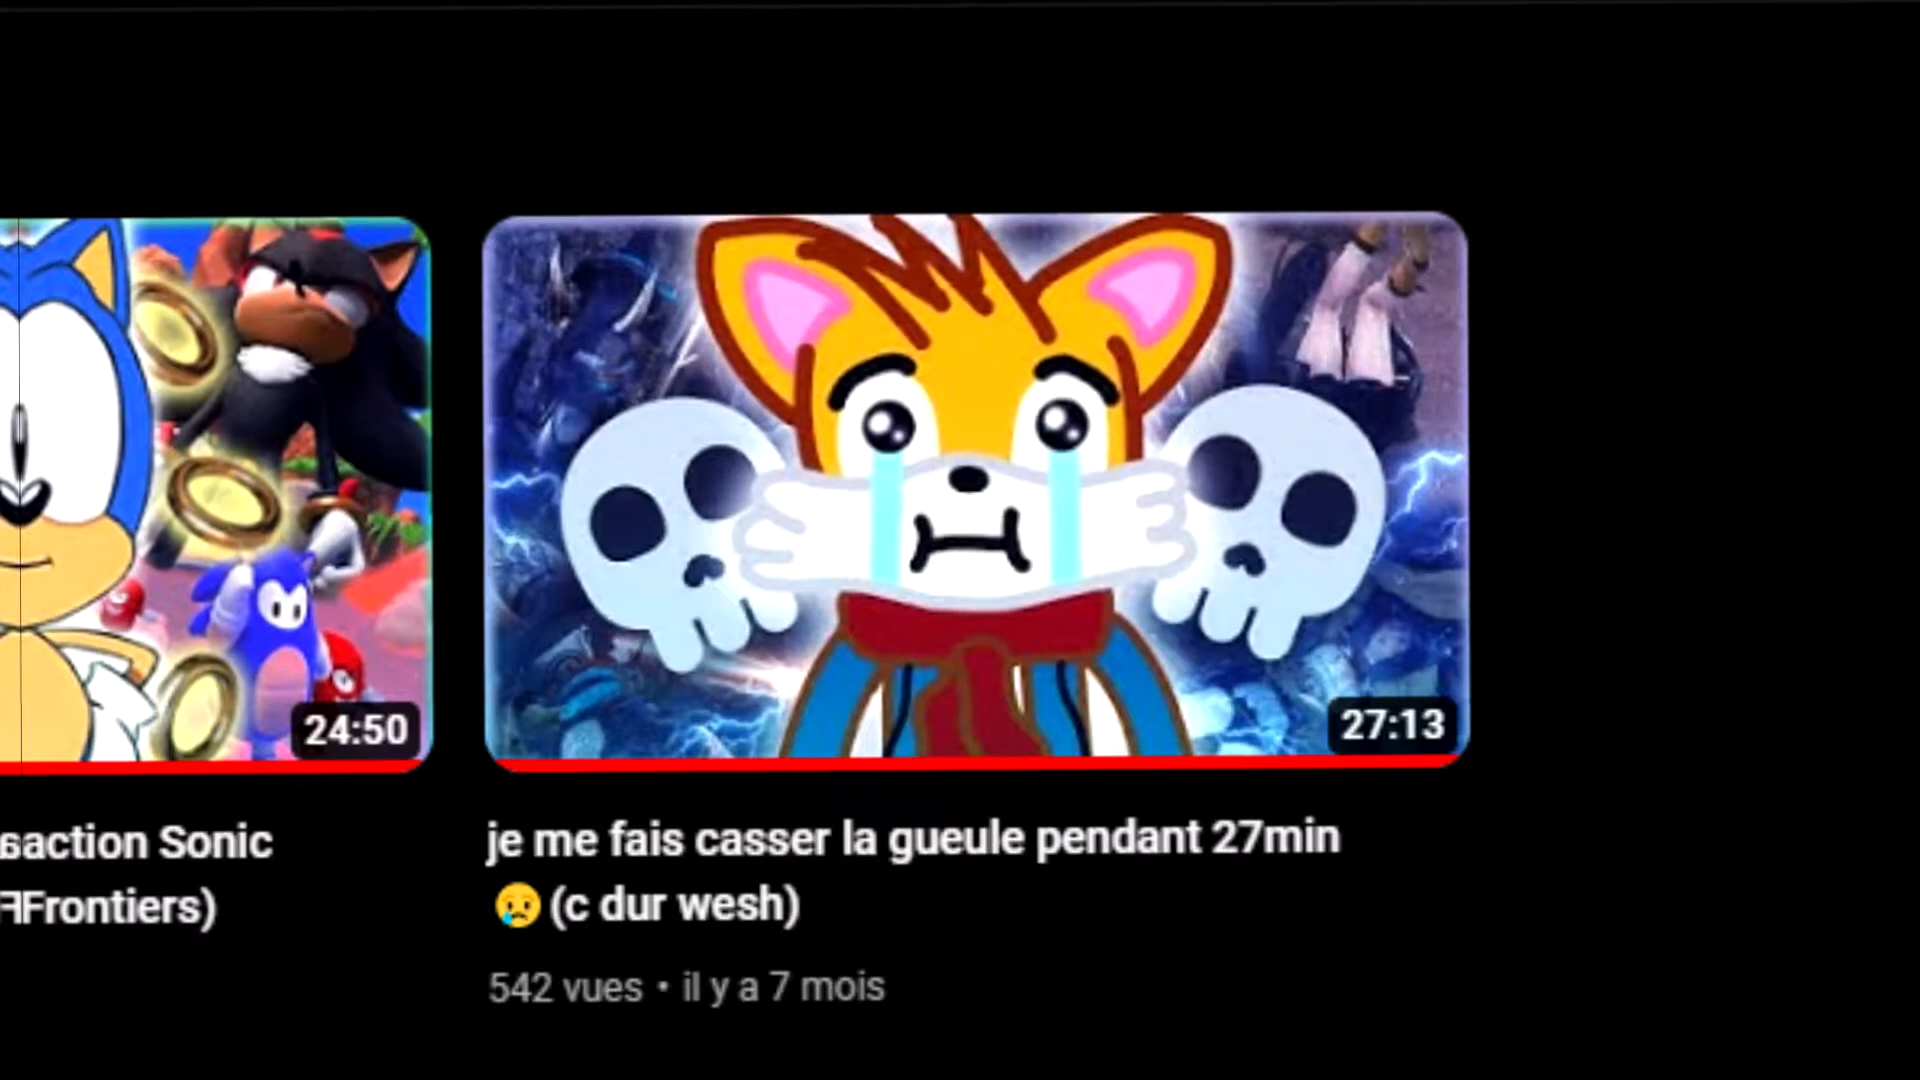 24:50
27:13
saction Sonic
Frontiers)
je me fais casser la gueule pendant 27min
😥 (c dur wesh)
542 vues • il y a 7 mois